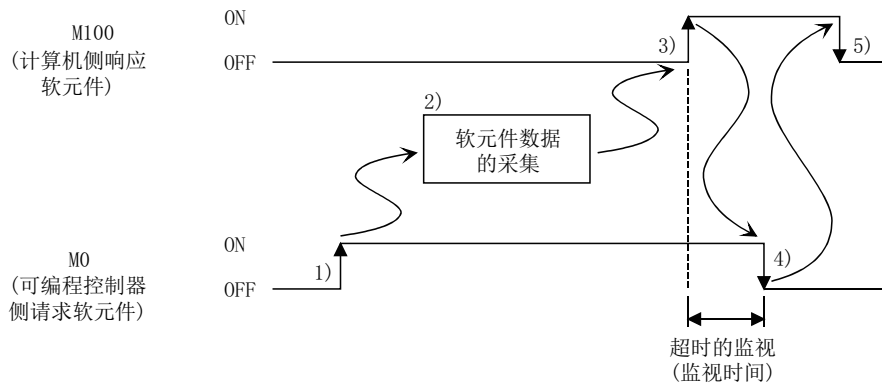 ON
M100
(计算机侧响应
软元件)
OFF
3)
5)
2)
软元件数据
的采集
ON
M0
(可编程控制器
侧请求软元件)
OFF
1)
4)
超时的监视
(监视时间)